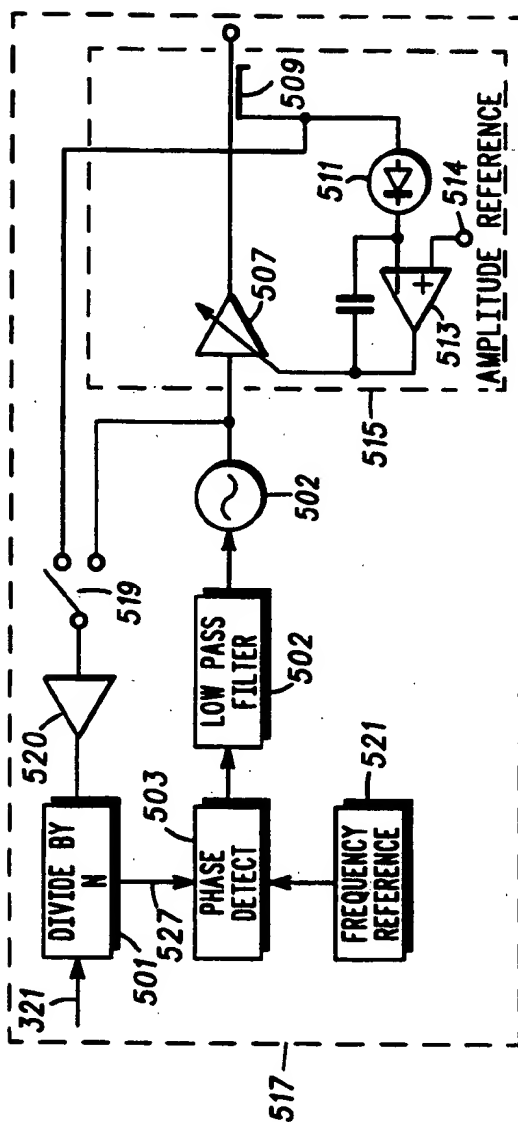 321
DIVIDE BY
N
501
520
519
527
503
PHASE
DETECT
LOW PASS
FILTER
502
502
FREQUENCY
REFERENCE
521
507
509
511
+
513
514
515
AMPLITUDE REFERENCE
517